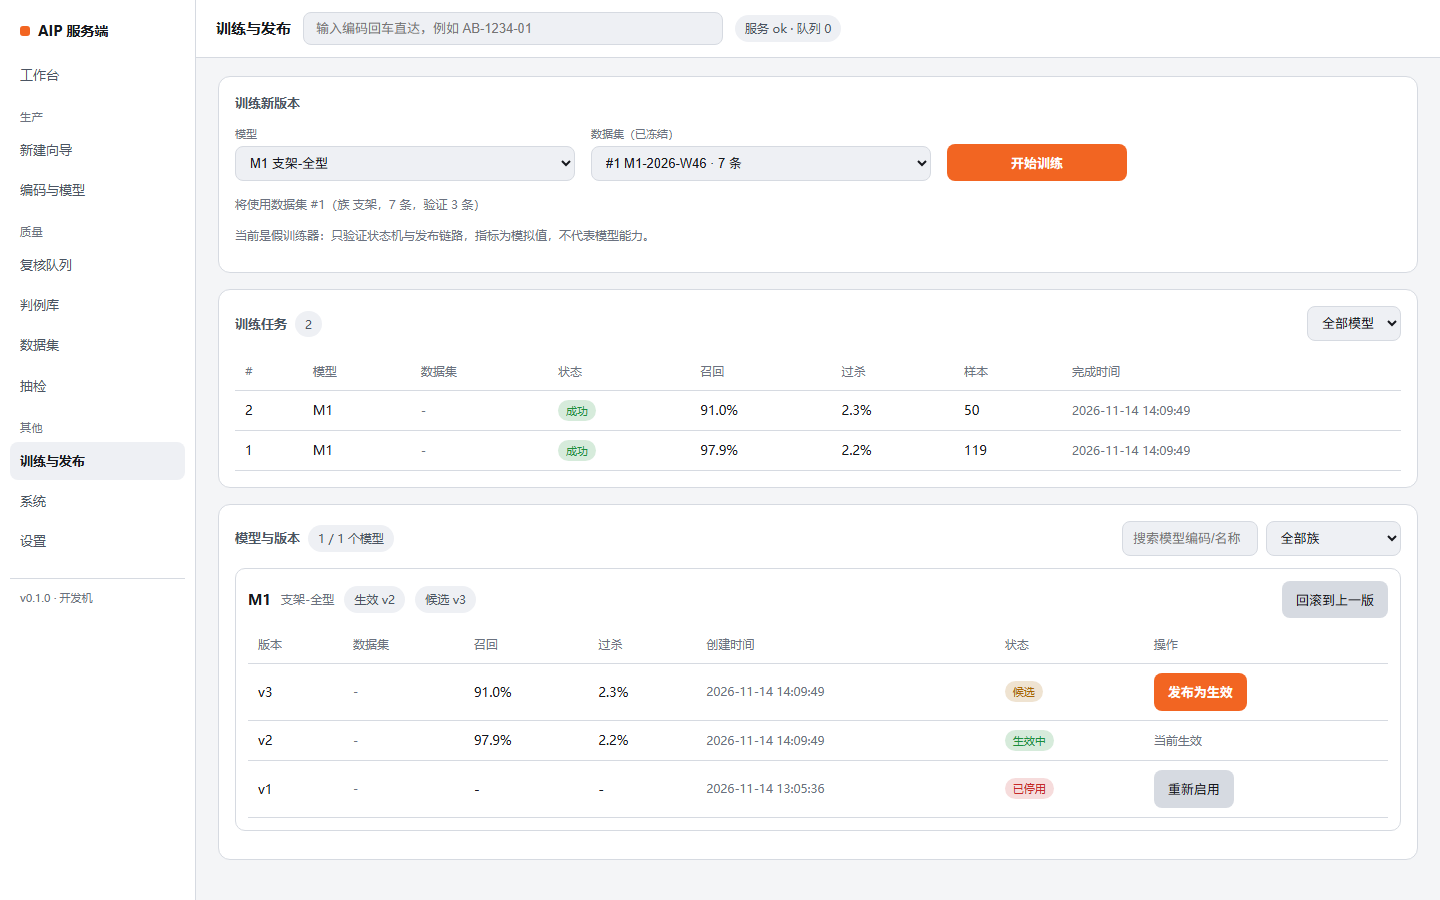 AIP 服务端
工作台
生产
新建向导
编码与模型
质量
复核队列
判例库
数据集
抽检
其他
训练与发布
系统
设置
v0.1.0 · 开发机
训练与发布
输入编码回车直达，例如 AB-1234-01
服务 ok · 队列 0
训练新版本
模型
数据集（已冻结）
M1 支架-全型
#1 M1-2026-W46 · 7 条
开始训练
将使用数据集 #1（族 支架，7 条，验证 3 条）
当前是假训练器：只验证状态机与发布链路，指标为模拟值，不代表模型能力。
训练任务 2
全部模型
# 模型 数据集 状态 召回 过杀 样本 完成时间
2 M1 - 成功 91.0% 2.3% 50 2026-11-14 14:09:49
1 M1 - 成功 97.9% 2.2% 119 2026-11-14 14:09:49
模型与版本 1 / 1 个模型
搜索模型编码/名称
全部族
M1 支架-全型 生效 v2 候选 v3
回滚到上一版
版本 数据集 召回 过杀 创建时间 状态 操作
v3 - 91.0% 2.3% 2026-11-14 14:09:49 候选 发布为生效
v2 - 97.9% 2.2% 2026-11-14 14:09:49 生效中 当前生效
v1 - - - 2026-11-14 13:05:36 已停用 重新启用